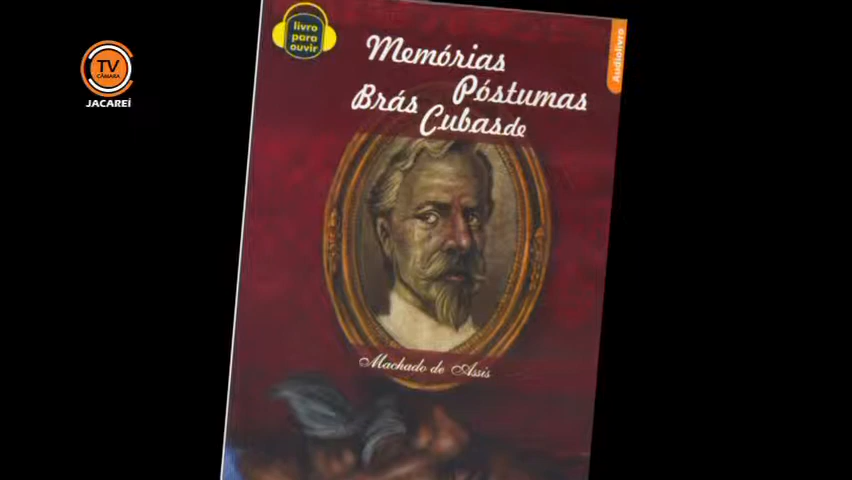 TV
CÂMARA
JACAREÍ
livro
para
ouvir
Audiolivro
Memórias
Póstumas
Brás
Cubas de
Machado de Assis